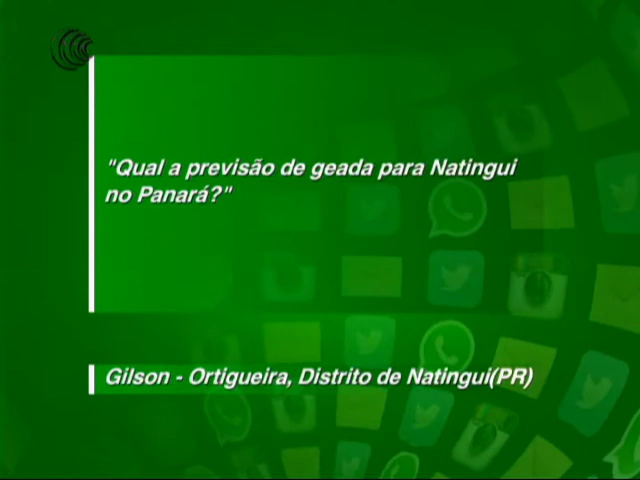 "Qual a previsão de geada para Natingui
no Panará?"
Gilson - Ortigueira, Distrito de Natingui(PR)